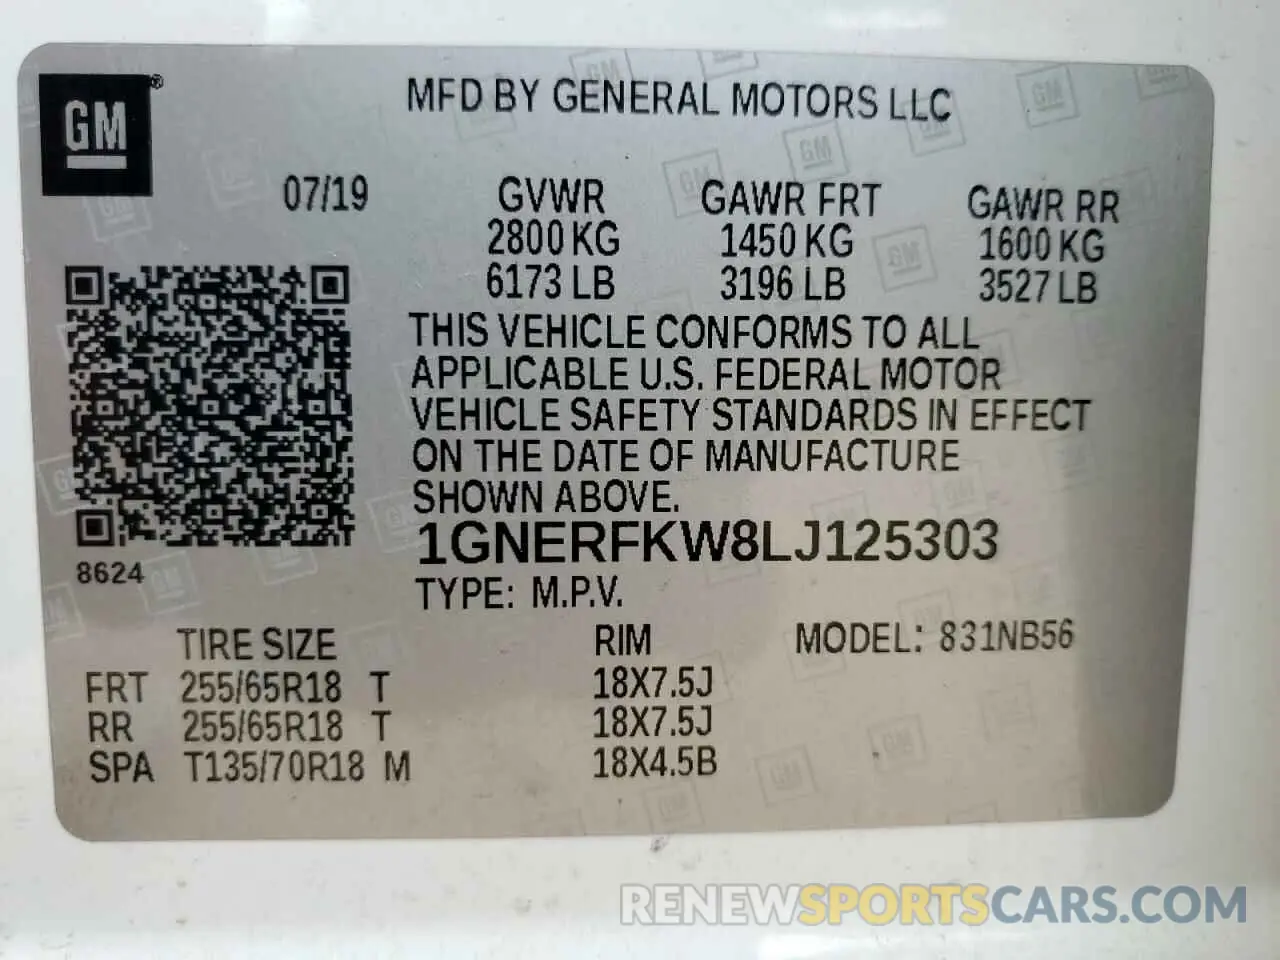 GM®
MFD BY GENERAL MOTORS LLC
07/19 GVWR GAWR FRT GAWR RR
2800 KG 1450 KG 1600 KG
6173 LB 3196 LB 3527 LB
THIS VEHICLE CONFORMS TO ALL
APPLICABLE U.S. FEDERAL MOTOR
VEHICLE SAFETY STANDARDS IN EFFECT
ON THE DATE OF MANUFACTURE
SHOWN ABOVE.
1GNERFKW8LJ125303
8624
TYPE: M.P.V.
TIRE SIZE RIM MODEL: 831NB56
FRT 255/65R18 T 18X7.5J
RR 255/65R18 T 18X7.5J
SPA T135/70R18 M 18X4.5B
RENEWSPORTSCARS.COM